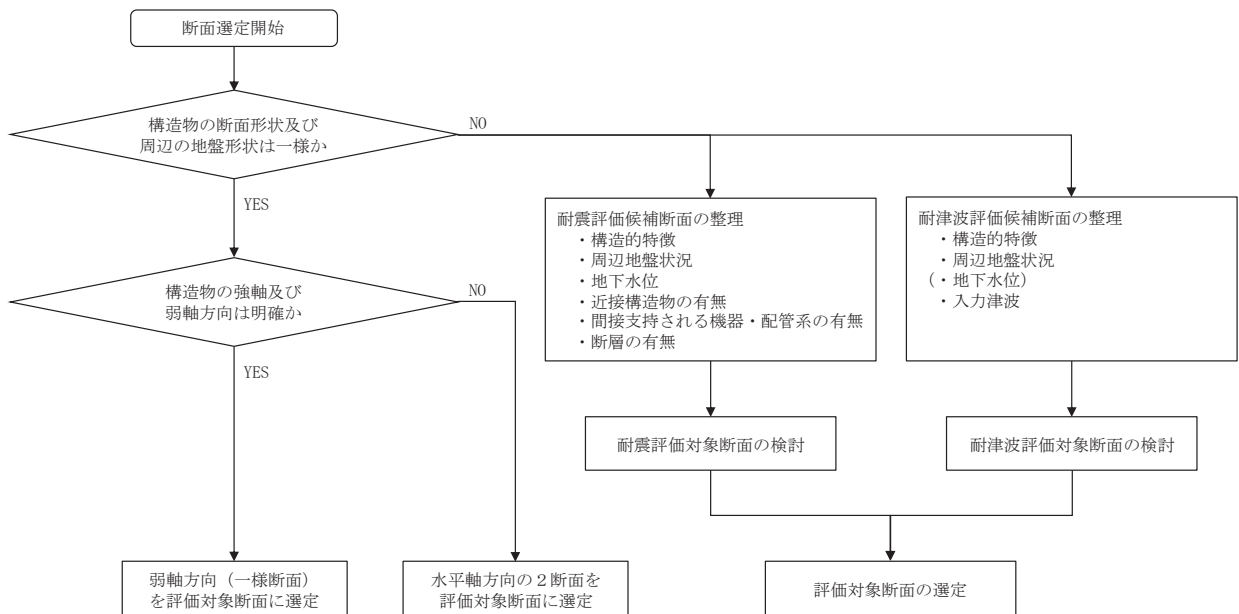 断面選定開始
構造物の断面形状及び
周辺の地盤形状は一様か
NO
YES
耐震評価候補断面の整理
・構造的特徴
・周辺地盤状況
・地下水位
・近接構造物の有無
・間接支持される機器・配管系の有無
・断層の有無
耐津波評価候補断面の整理
・構造的特徴
・周辺地盤状況
（・地下水位）
・入力津波
構造物の強軸及び
弱軸方向は明確か
NO
YES
耐震評価対象断面の検討
耐津波評価対象断面の検討
弱軸方向（一様断面）
を評価対象断面に選定
水平軸方向の２断面を
評価対象断面に選定
評価対象断面の選定